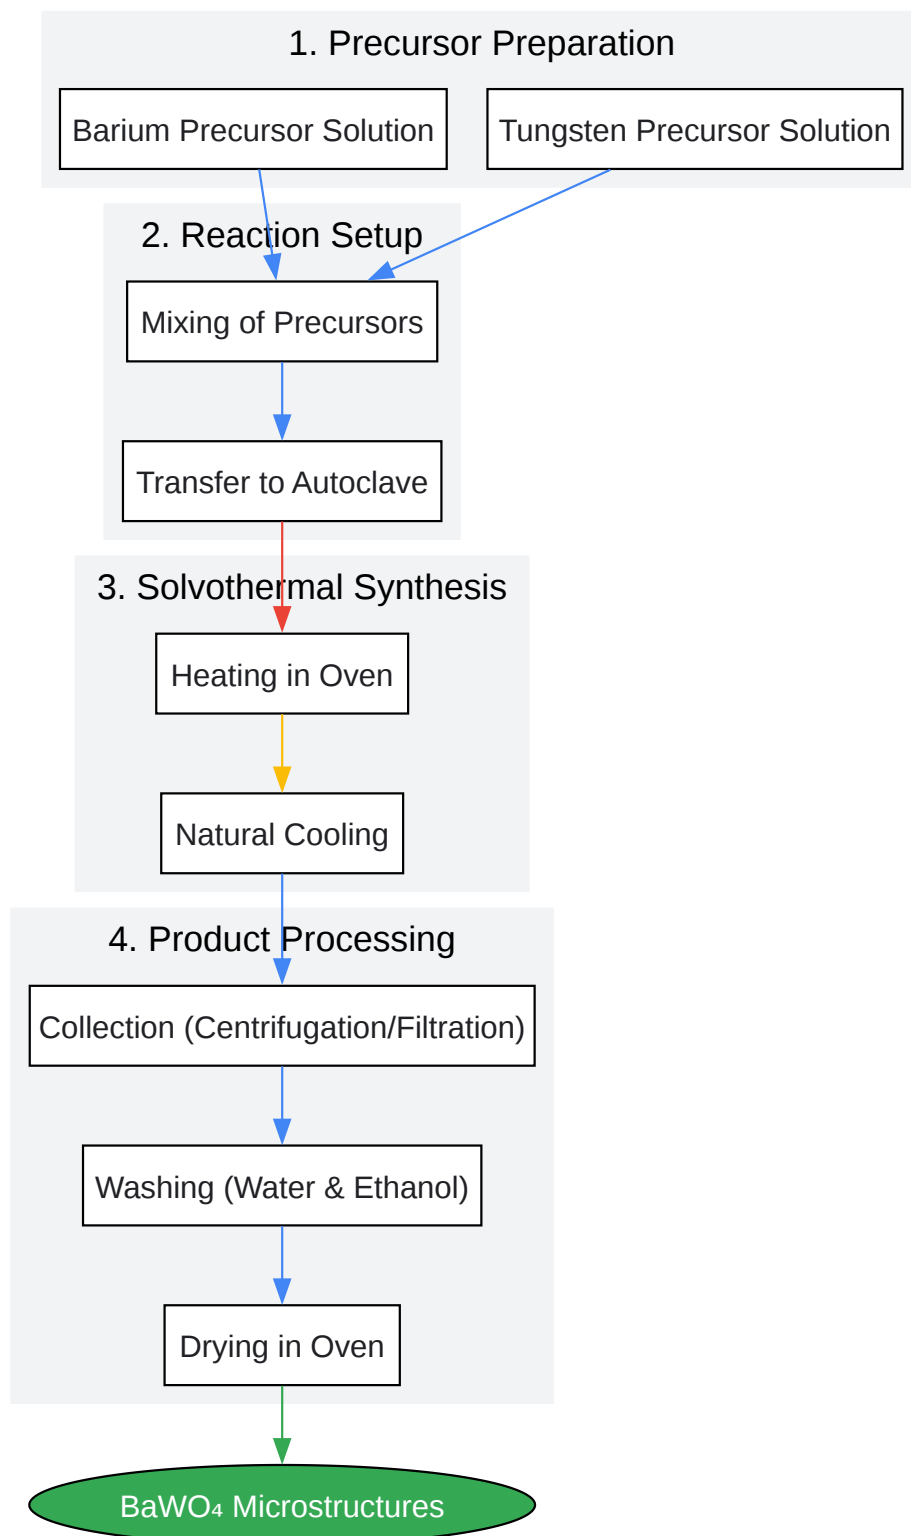 1. Precursor Preparation
Barium Precursor Solution
Tungsten Precursor Solution
2. Reaction Setup
Mixing of Precursors
Transfer to Autoclave
3. Solvothermal Synthesis
Heating in Oven
Natural Cooling
4. Product Processing
Collection (Centrifugation/Filtration)
Washing (Water & Ethanol)
Drying in Oven
BaWO₄ Microstructures